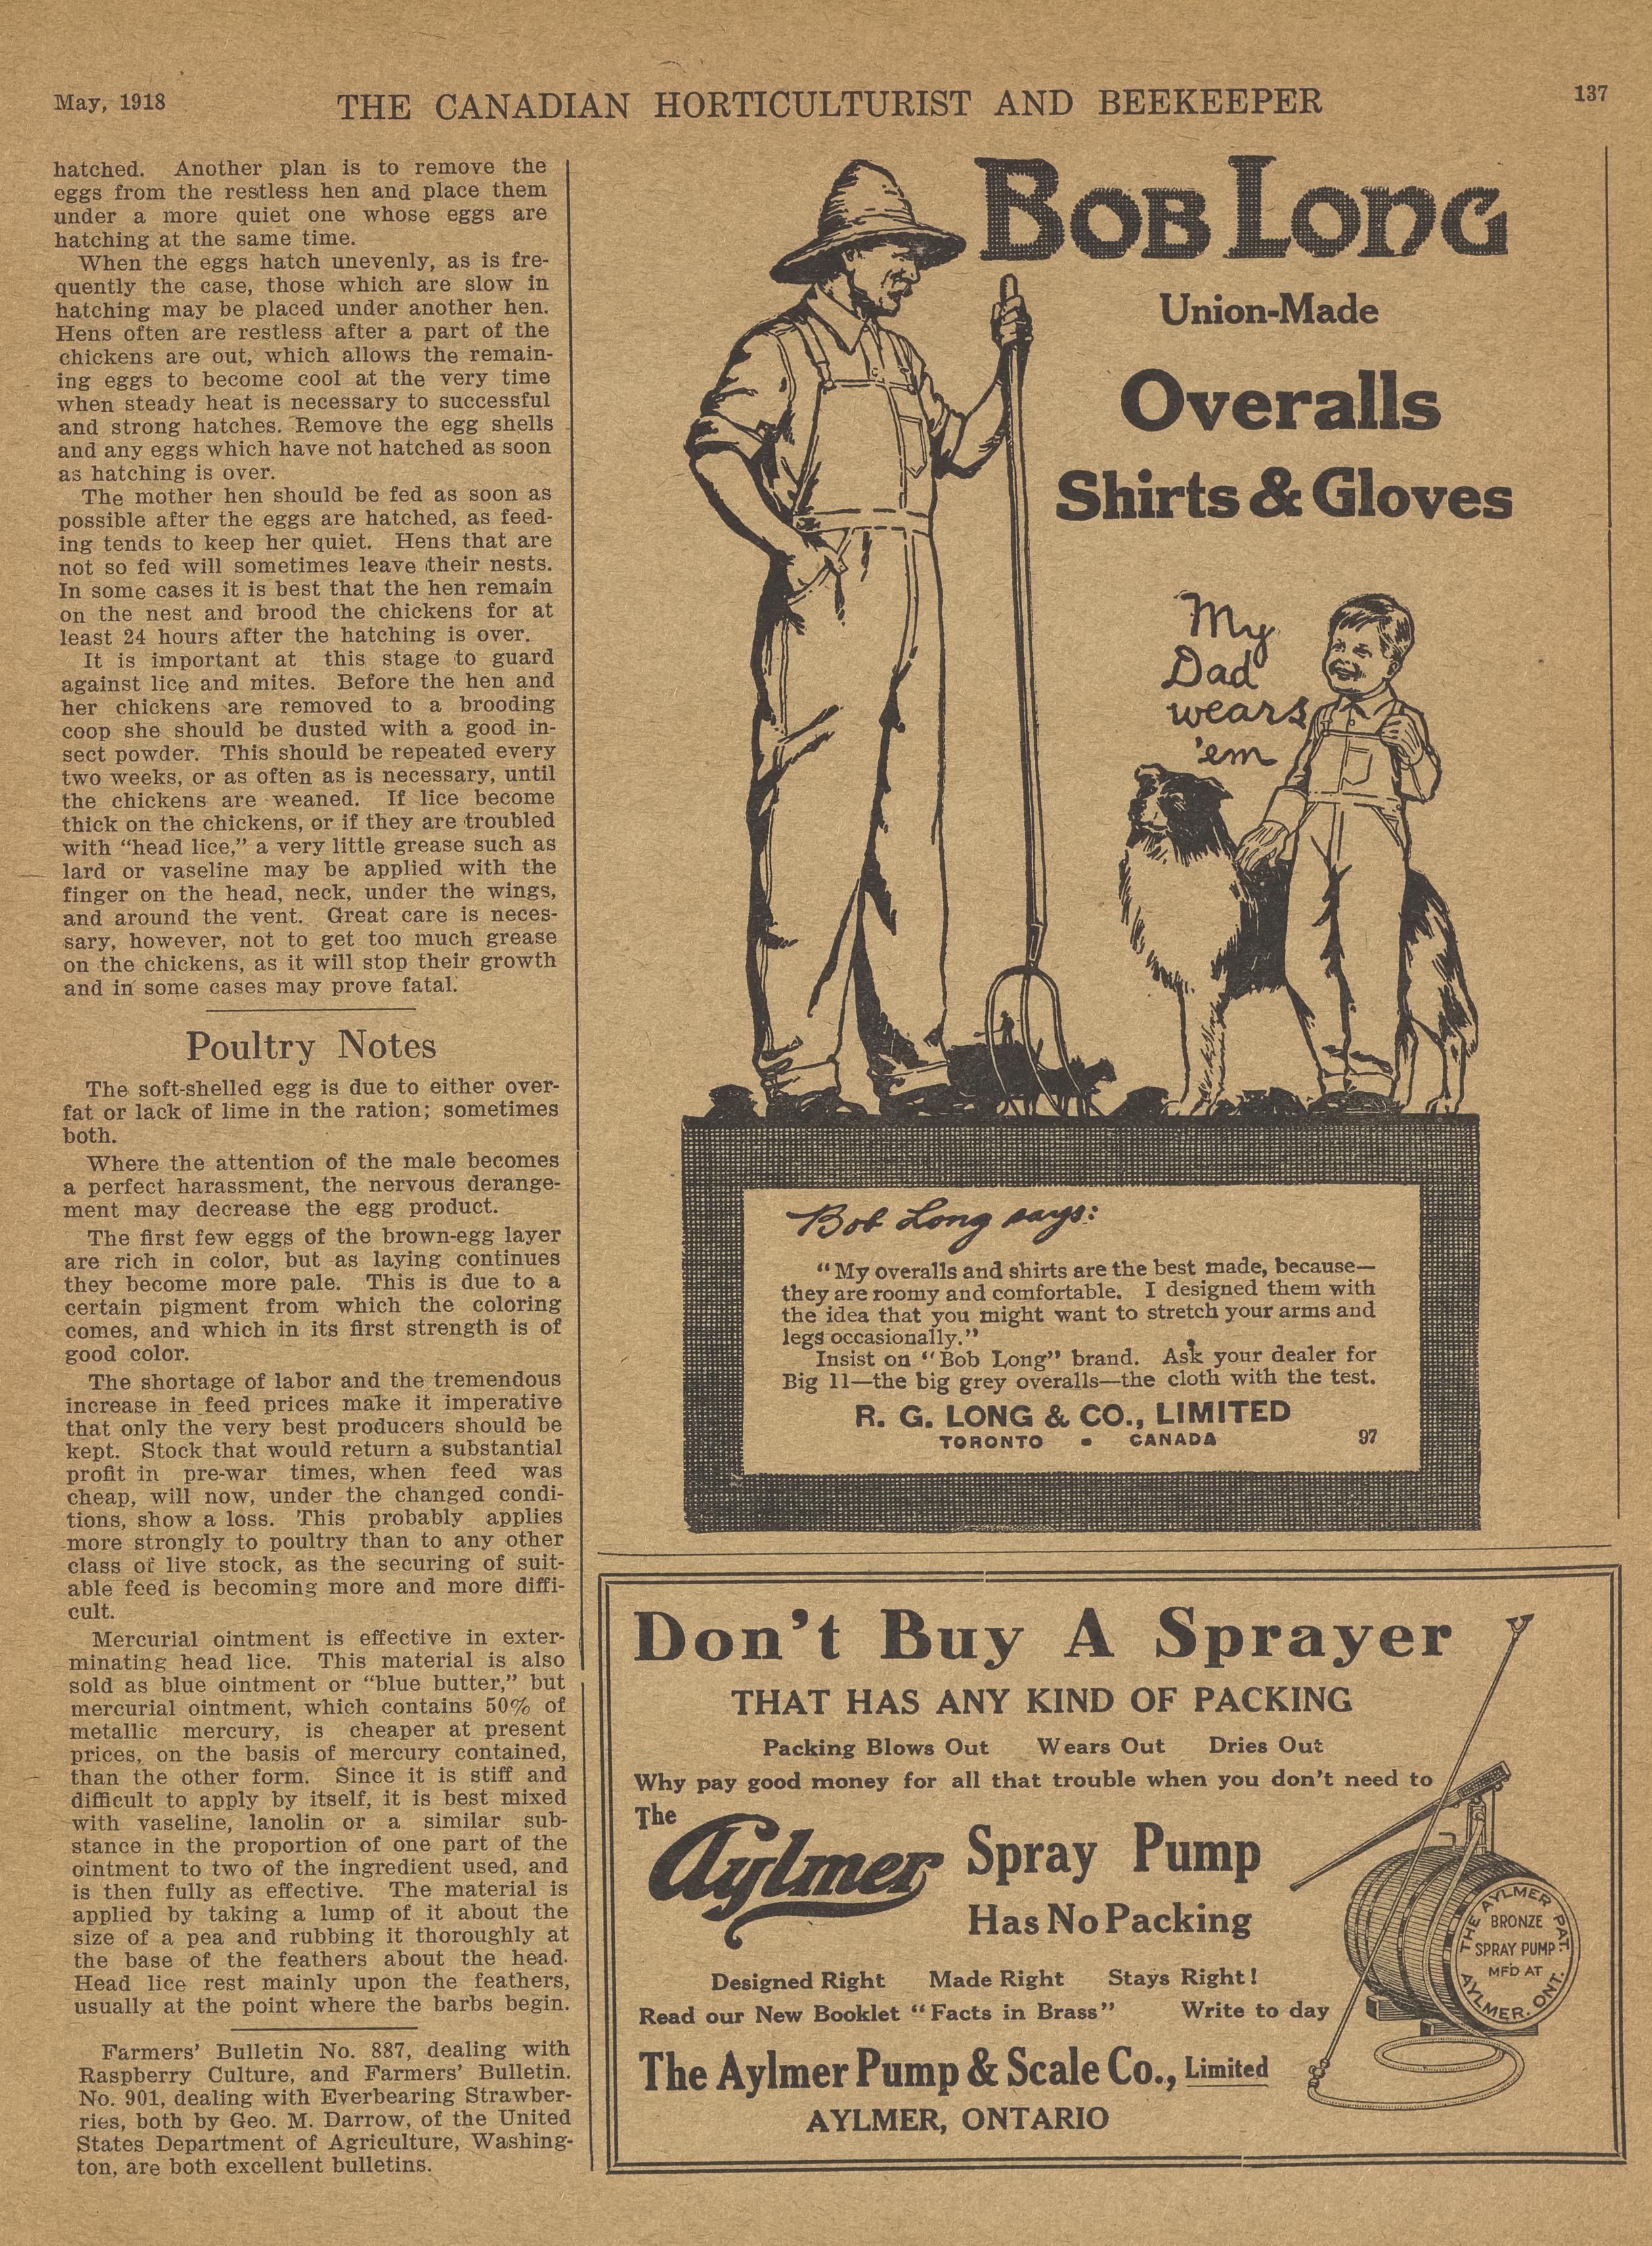 May, 1918
THE CANADIAN HORTICULTURIST AND BEEKEEPER
137
hatched. Another plan is to remove the
eggs from the restless hen and place them
under a more quiet one whose eggs are
hatching at the same time.
When the eggs hatch unevenly, as is fre-
quently the case, those which are slow in
hatching may be placed under another hen.
Hens often are restless after a part of the
chickens are out, which allows the remain-
ing eggs to become cool at the very time
when steady heat is necessary to successful
and strong hatches. Remove the egg shells
and any eggs which have not hatched as soon
as hatching is over.
The mother hen should be fed as soon as
possible after the eggs are hatched, as feed-
ing tends to keep her quiet. Hens that are
not so fed will sometimes leave their nests.
In some cases it is best that the hen remain
on the nest and brood the chickens for at
least 24 hours after the hatching is over.
It is important at this stage to guard
against lice and mites. Before the hen and
her chickens are removed to a brooding
coop she should be dusted with a good in-
sect powder. This should be repeated every
two weeks, or as often as is necessary, until
the chickens are weaned. If lice become
thick on the chickens, or if they are troubled
with "head lice," a very little grease such as
lard or vaseline may be applied with the
finger on the head, neck, under the wings,
and around the vent. Great care is neces-
sary, however, not to get too much grease
on the chickens, as it will stop their growth
and in some cases may prove fatal.
Poultry Notes
The soft-shelled egg is due to either over-
fat or lack of lime in the ration; sometimes
both.
Where the attention of the male becomes
a perfect harassment, the nervous derange-
ment may decrease the egg product.
The first few eggs of the brown-egg layer
are rich in color, but as laying continues
they become more pale. This is due to a
certain pigment from which the coloring
comes, and which in its first strength is of
good color.
The shortage of labor and the tremendous
increase in feed prices make it imperative
that only the very best producers should be
kept. Stock that would return a substantial
profit in pre-war times, when feed was
cheap, will now, under the changed condi-
tions, show a loss. This probably applies
more strongly to poultry than to any other
class of live stock, as the securing of suit-
able feed is becoming more and more diffi-
cult.
Mercurial ointment is effective in exter-
minating head lice. This material is also
sold as blue ointment or "blue butter," but
mercurial ointment, which contains 50% of
metallic mercury, is cheaper at present
prices, on the basis of mercury contained,
than the other form. Since it is stiff and
difficult to apply by itself, it is best mixed
with vaseline, lanolin or a similar sub-
stance in the proportion of one part of the
ointment to two of the ingredient used, and
is then fully as effective. The material is
applied by taking a lump of it about the
size of a pea and rubbing it thoroughly at
the base of the feathers about the head.
Head lice rest mainly upon the feathers,
usually at the point where the barbs begin.
Farmers' Bulletin No. 887, dealing with
Raspberry Culture, and Farmers' Bulletin.
No. 901, dealing with Everbearing Strawber-
ries, both by Geo. M. Darrow, of the United
States Department of Agriculture, Washing-
ton, are both excellent bulletins.
BOB LONG
Union-Made
Overalls
Shirts & Gloves
My
Dad
wears
'em
Bob Long says:
"My overalls and shirts are the best made, because—
they are roomy and comfortable. I designed them with
the idea that you might want to stretch your arms and
legs occasionally."
Insist on "Bob Long" brand. Ask your dealer for
Big 11—the big grey overalls—the cloth with the test.
R. G. LONG & CO., LIMITED
TORONTO • CANADA 97
Don't Buy A Sprayer
THAT HAS ANY KIND OF PACKING
Packing Blows Out Wears Out Dries Out
Why pay good money for all that trouble when you don't need to
The
Aylmer Spray Pump
Has No Packing
Designed Right Made Right Stays Right!
Read our New Booklet "Facts in Brass" Write to day
The Aylmer Pump & Scale Co., Limited
AYLMER, ONTARIO
THE AYLMER PAT.
BRONZE
SPRAY PUMP
MF'D AT
AYLMER. ONT.